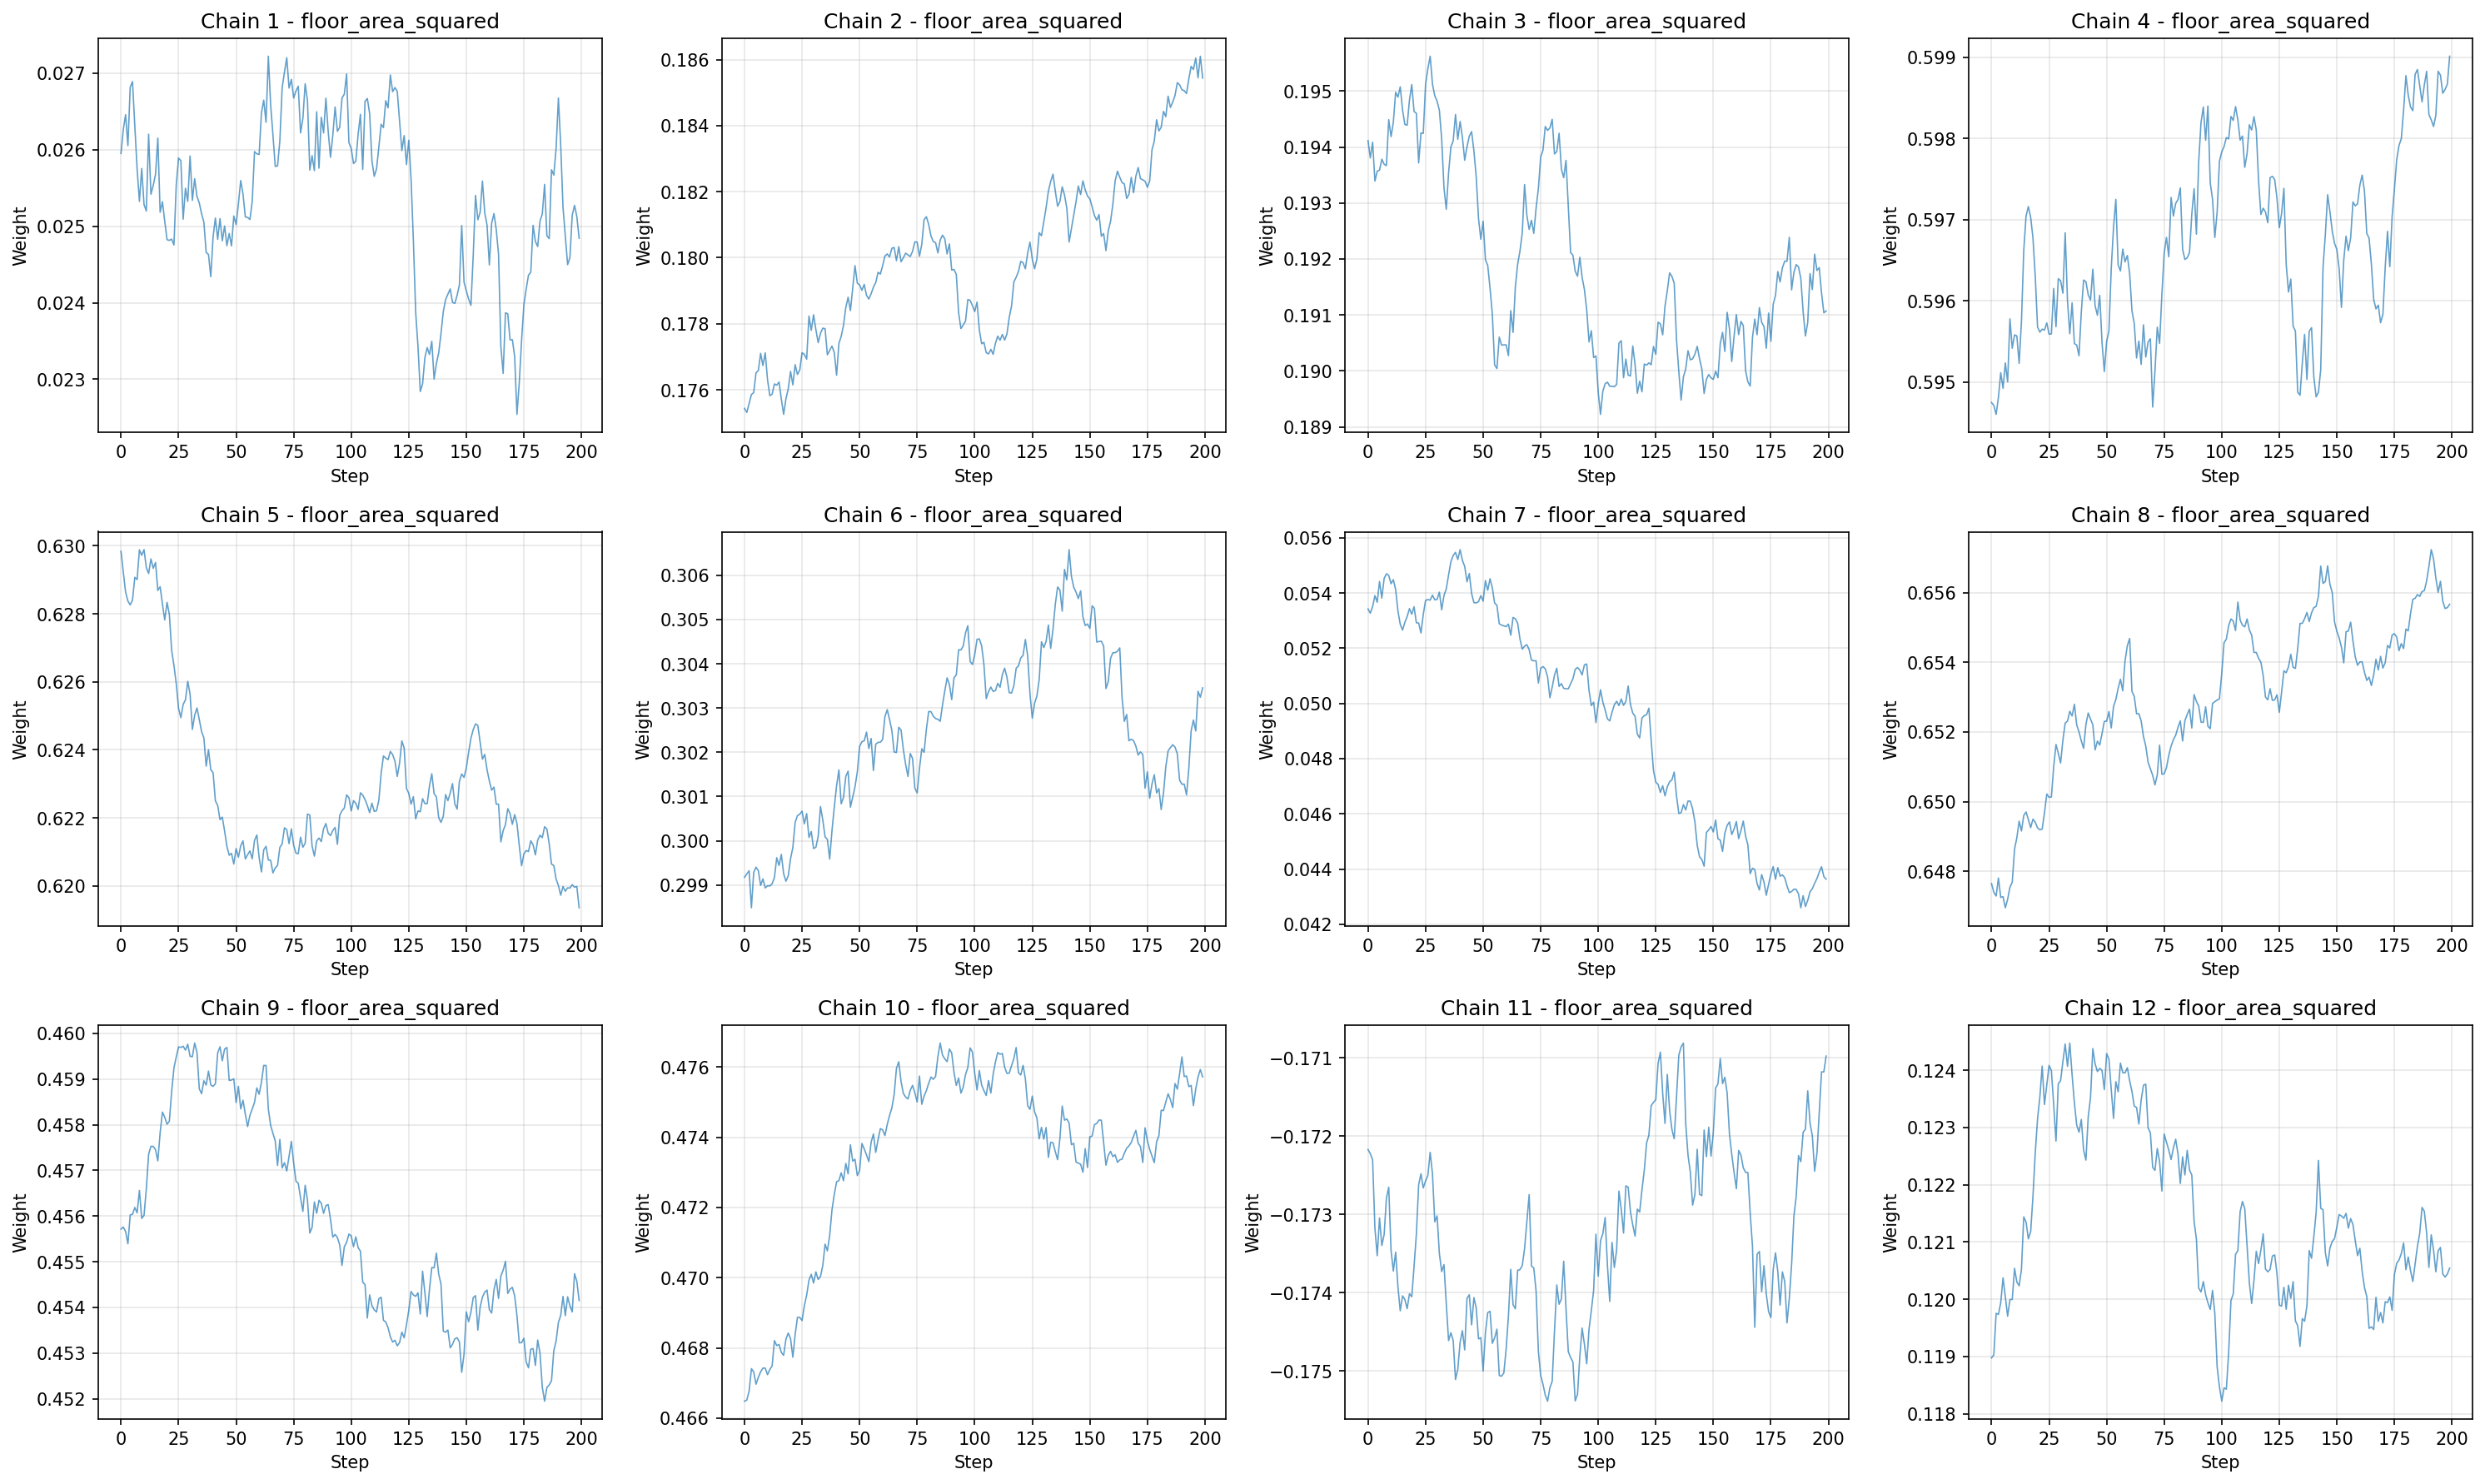 Chain 1 - floor_area_squared
Weight
0.027
0.026
0.025
0.024
0.023
0 25 50 75 100 125 150 175 200
Step
Chain 2 - floor_area_squared
Weight
0.186
0.184
0.182
0.180
0.178
0.176
0 25 50 75 100 125 150 175 200
Step
Chain 3 - floor_area_squared
Weight
0.195
0.194
0.193
0.192
0.191
0.190
0.189
0 25 50 75 100 125 150 175 200
Step
Chain 4 - floor_area_squared
Weight
0.599
0.598
0.597
0.596
0.595
0 25 50 75 100 125 150 175 200
Step
Chain 5 - floor_area_squared
Weight
0.630
0.628
0.626
0.624
0.622
0.620
0 25 50 75 100 125 150 175 200
Step
Chain 6 - floor_area_squared
Weight
0.306
0.305
0.304
0.303
0.302
0.301
0.300
0.299
0 25 50 75 100 125 150 175 200
Step
Chain 7 - floor_area_squared
Weight
0.056
0.054
0.052
0.050
0.048
0.046
0.044
0.042
0 25 50 75 100 125 150 175 200
Step
Chain 8 - floor_area_squared
Weight
0.656
0.654
0.652
0.650
0.648
0 25 50 75 100 125 150 175 200
Step
Chain 9 - floor_area_squared
Weight
0.460
0.459
0.458
0.457
0.456
0.455
0.454
0.453
0.452
0 25 50 75 100 125 150 175 200
Step
Chain 10 - floor_area_squared
Weight
0.476
0.474
0.472
0.470
0.468
0.466
0 25 50 75 100 125 150 175 200
Step
Chain 11 - floor_area_squared
Weight
−0.171
−0.172
−0.173
−0.174
−0.175
0 25 50 75 100 125 150 175 200
Step
Chain 12 - floor_area_squared
Weight
0.124
0.123
0.122
0.121
0.120
0.119
0.118
0 25 50 75 100 125 150 175 200
Step